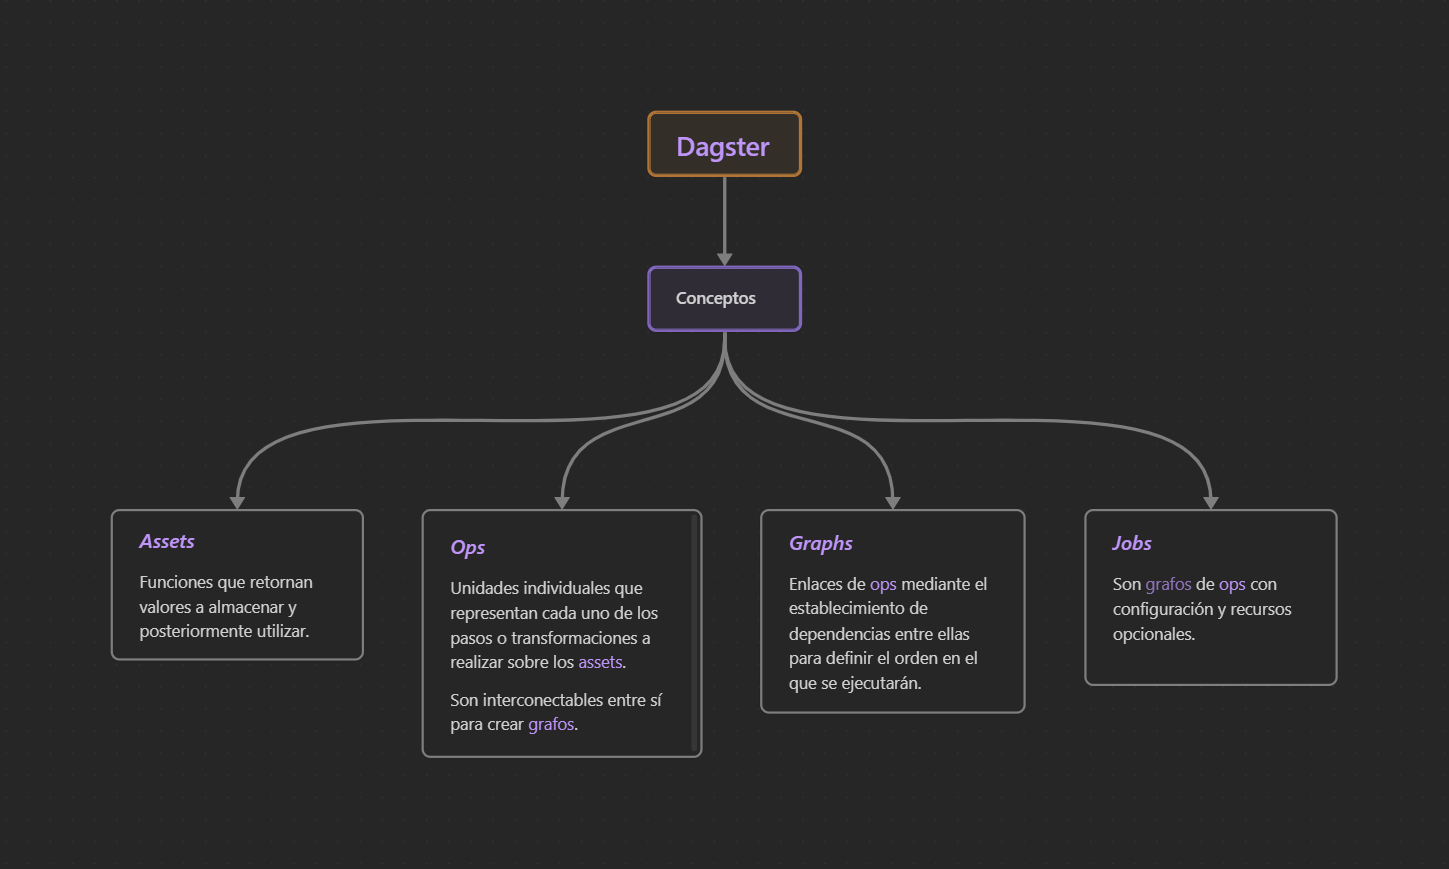 Dagster
Conceptos
Assets
Funciones que retornan
valores a almacenar y
posteriormente utilizar.
Ops
Unidades individuales que
representan cada uno de los
pasos o transformaciones a
realizar sobre los assets.
Son interconectables entre sí
para crear grafos.
Graphs
Enlaces de ops mediante el
establecimiento de
dependencias entre ellas
para definir el orden en el
que se ejecutarán.
Jobs
Son grafos de ops con
configuración y recursos
opcionales.